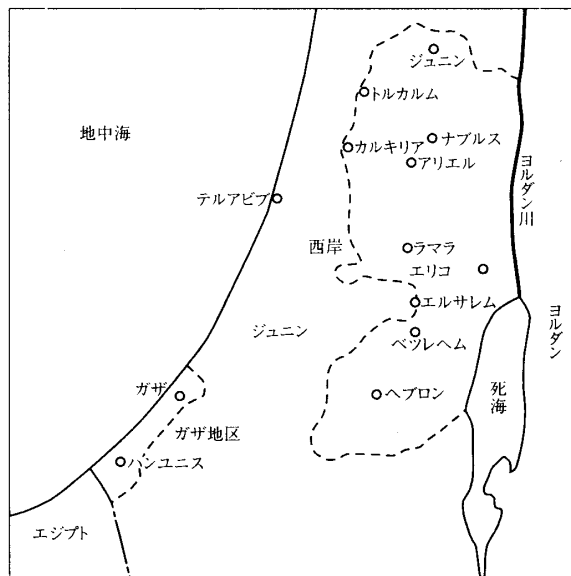 ジュニン
トルカルム
地中海
ナブルス
カルキリア
アリエル
ヨルダン川
テルアビブ
西岸
ラマラ
エリコ
エルサレム
ヨルダン
ジュニン
ベツレヘム
ガザ
ヘブロン
死海
ガザ地区
ハンユニス
エジプト